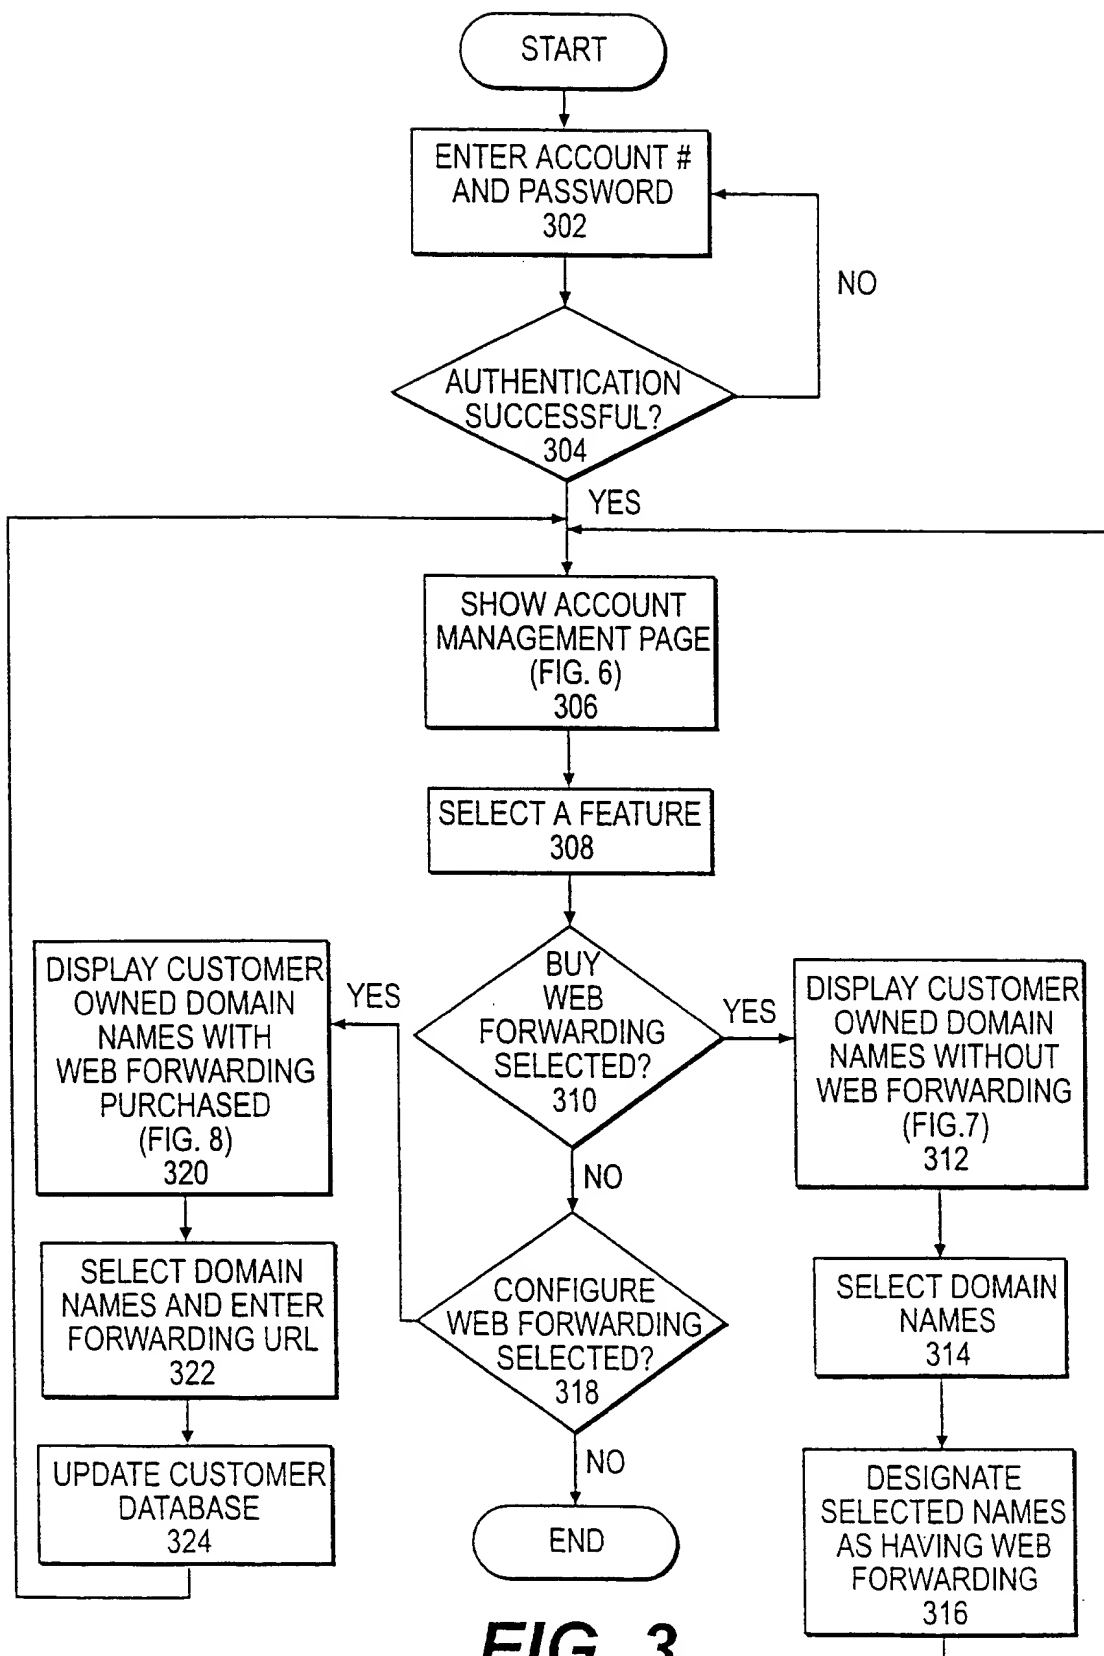 START
ENTER ACCOUNT #
AND PASSWORD
302
NO
AUTHENTICATION
SUCCESSFUL?
304
YES
SHOW ACCOUNT
MANAGEMENT PAGE
(FIG. 6)
306
SELECT A FEATURE
308
BUY
WEB
FORWARDING
SELECTED?
310
YES
DISPLAY CUSTOMER
OWNED DOMAIN
NAMES WITHOUT
WEB FORWARDING
(FIG.7)
312
SELECT DOMAIN
NAMES
314
DESIGNATE
SELECTED NAMES
AS HAVING WEB
FORWARDING
316
NO
CONFIGURE
WEB FORWARDING
SELECTED?
318
YES
DISPLAY CUSTOMER
OWNED DOMAIN
NAMES WITH
WEB FORWARDING
PURCHASED
(FIG. 8)
320
SELECT DOMAIN
NAMES AND ENTER
FORWARDING URL
322
UPDATE CUSTOMER
DATABASE
324
NO
END
FIG. 3